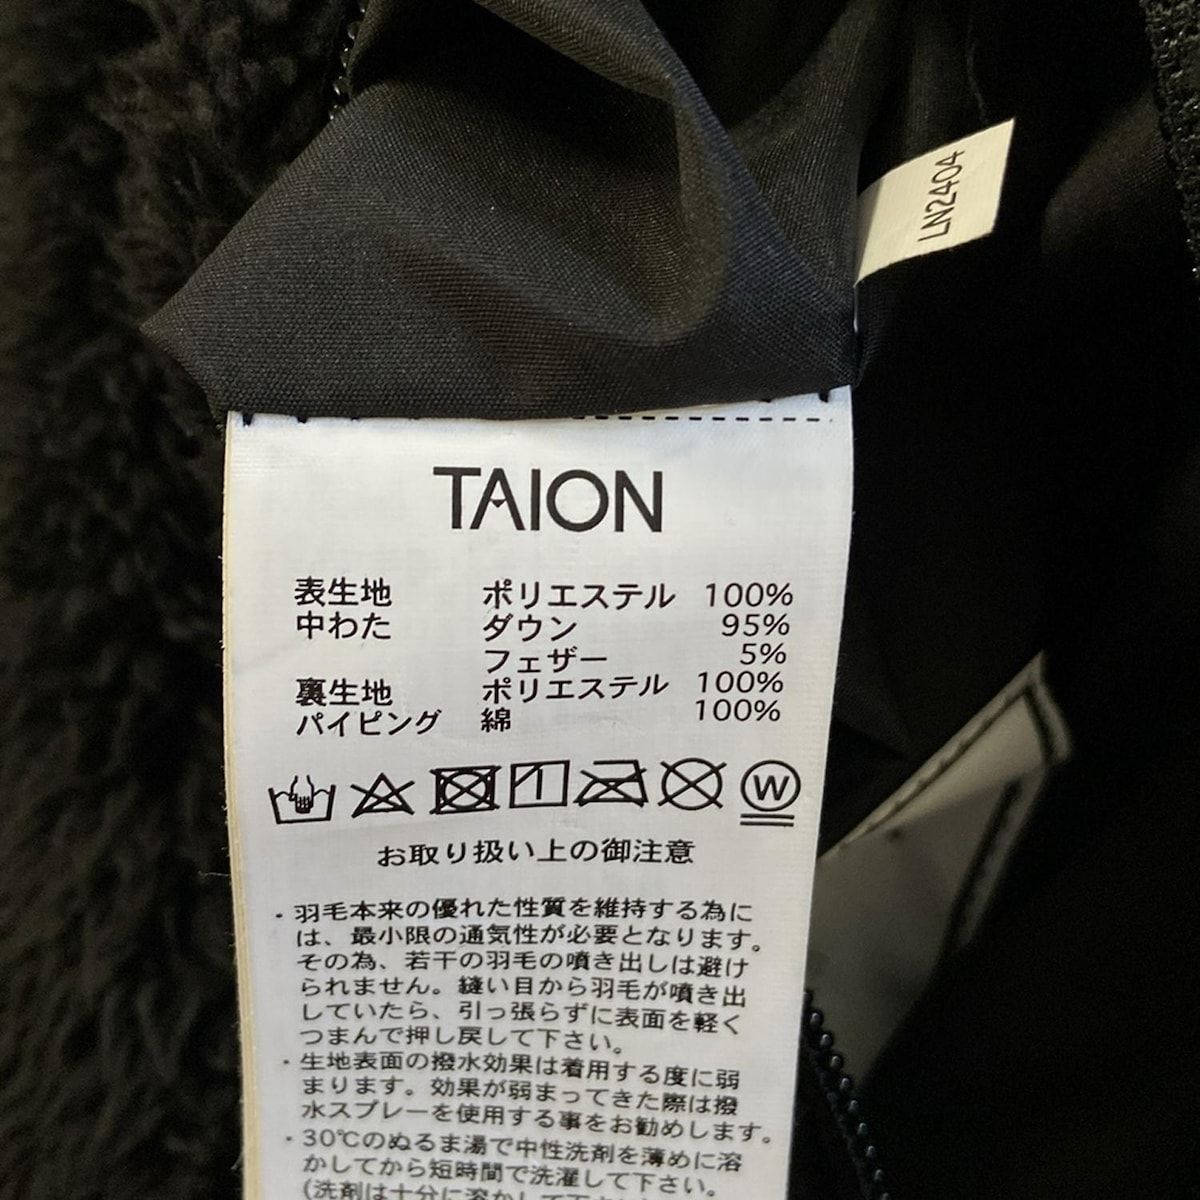 LN2404
TAION
表生地 ポリエステル 100%
中わた ダウン 95%
フェザー 5%
裏生地 ポリエステル 100%
パイピング 綿 100%
W
お取り扱い上の御注意
・羽毛本来の優れた性質を維持する為に
は、最小限の通気性が必要となります。
その為、若干の羽毛の噴き出しは避け
られません。縫い目から羽毛が噴き出
していたら、引っ張らずに表面を軽く
つまんで押し戻して下さい。
・生地表面の撥水効果は着用する度に弱
まります。効果が弱まってきた際は撥
水スプレーを使用する事をお勧めします。
・30℃のぬるま湯で中性洗剤を薄めに溶
かしてから短時間で洗濯して下さい。
(洗剤は十分に溶かして下さい